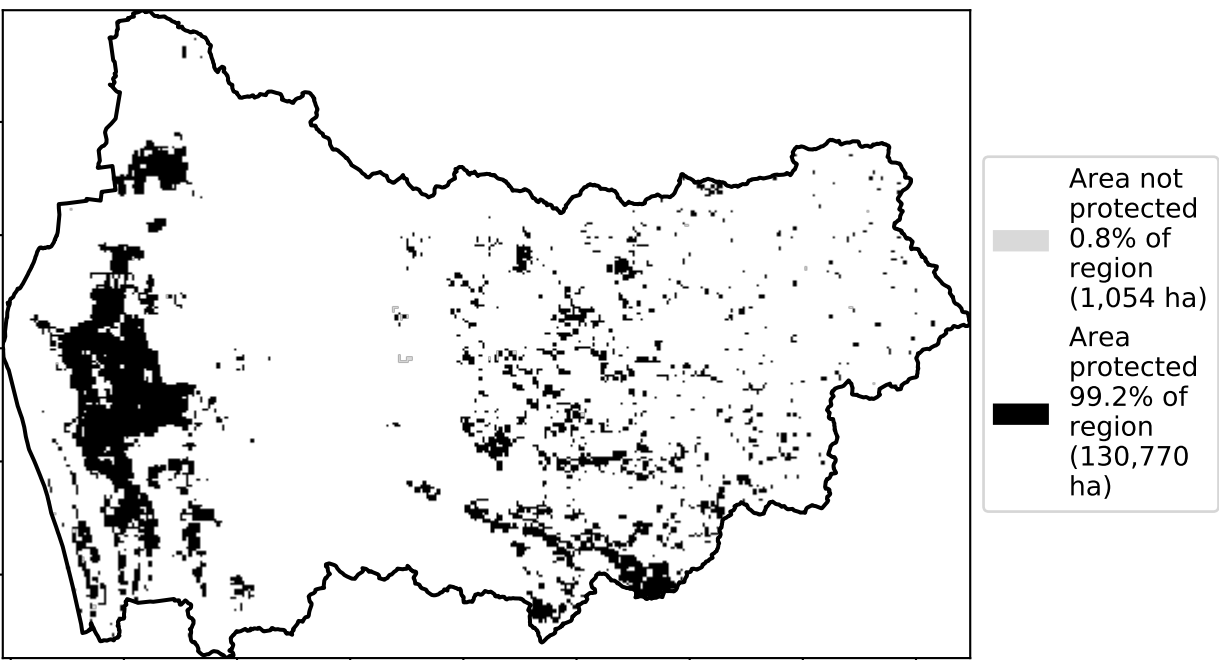 Area not
protected
0.8% of
region
(1,054 ha)
Area
protected
99.2% of
region
(130,770
ha)